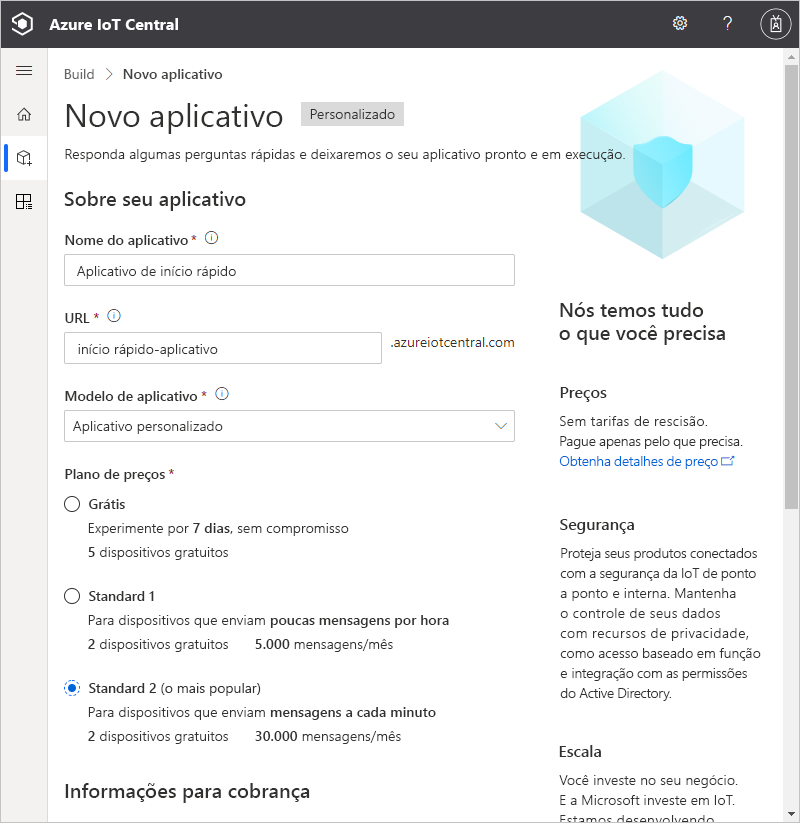 Azure IoT Central
?
Build > Novo aplicativo
Novo aplicativo
Personalizado
Responda algumas perguntas rápidas e deixaremos o seu aplicativo pronto e em execução.
Sobre seu aplicativo
Nome do aplicativo *
Aplicativo de início rápido
URL *
início rápido-aplicativo
.azureiotcentral.com
Modelo de aplicativo *
Aplicativo personalizado
Plano de preços *
Grátis
Experimente por 7 dias, sem compromisso
5 dispositivos gratuitos
Standard 1
Para dispositivos que enviam poucas mensagens por hora
2 dispositivos gratuitos 5.000 mensagens/mês
Standard 2 (o mais popular)
Para dispositivos que enviam mensagens a cada minuto
2 dispositivos gratuitos 30.000 mensagens/mês
Informações para cobrança
Nós temos tudo
o que você precisa
Preços
Sem tarifas de rescisão.
Pague apenas pelo que precisa.
Obtenha detalhes de preço
Segurança
Proteja seus produtos conectados
com a segurança da IoT de ponto
a ponto e interna. Mantenha
o controle de seus dados
com recursos de privacidade,
como acesso baseado em função
e integração com as permissões
do Active Directory.
Escala
Você investe no seu negócio.
E a Microsoft investe em IoT.
Estamos desenvolvendo